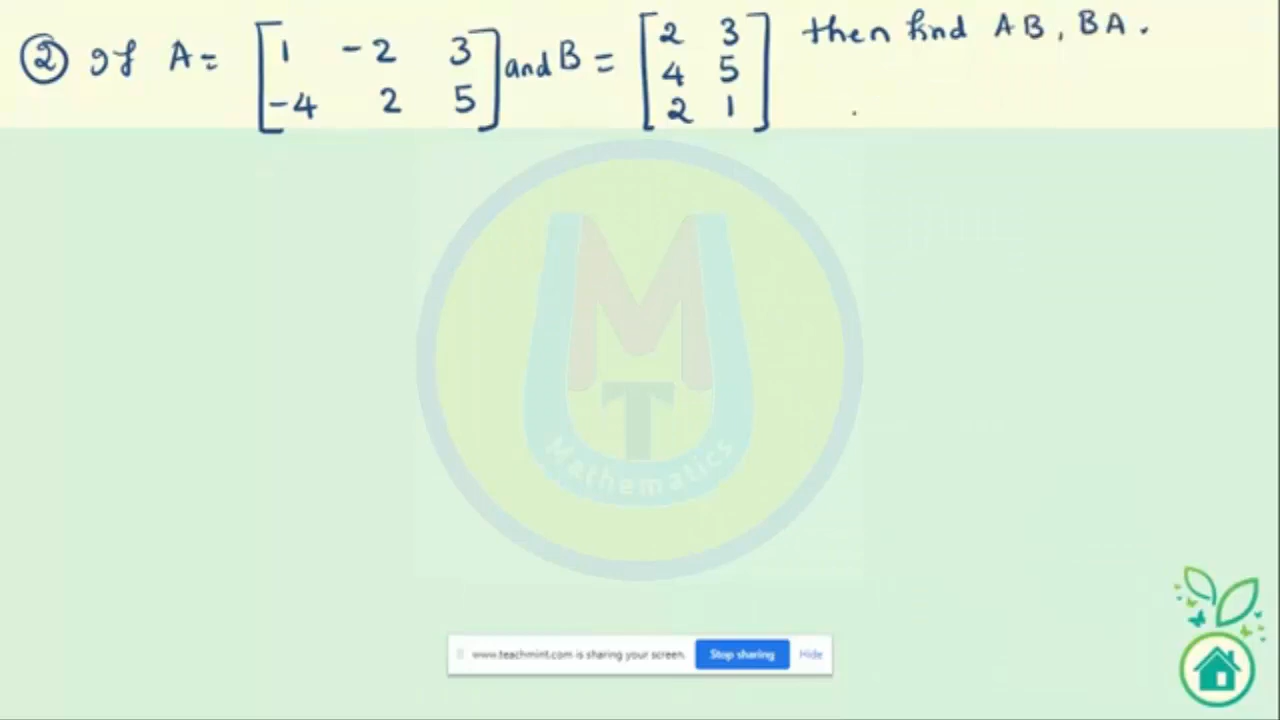 ② If A = [1 -2 3 and B = [2 3 then find AB, BA.
-4 2 5] 4 5
2 1]
M
T
Mathematics
www.teachmint.com is sharing your screen. Stop sharing Hide